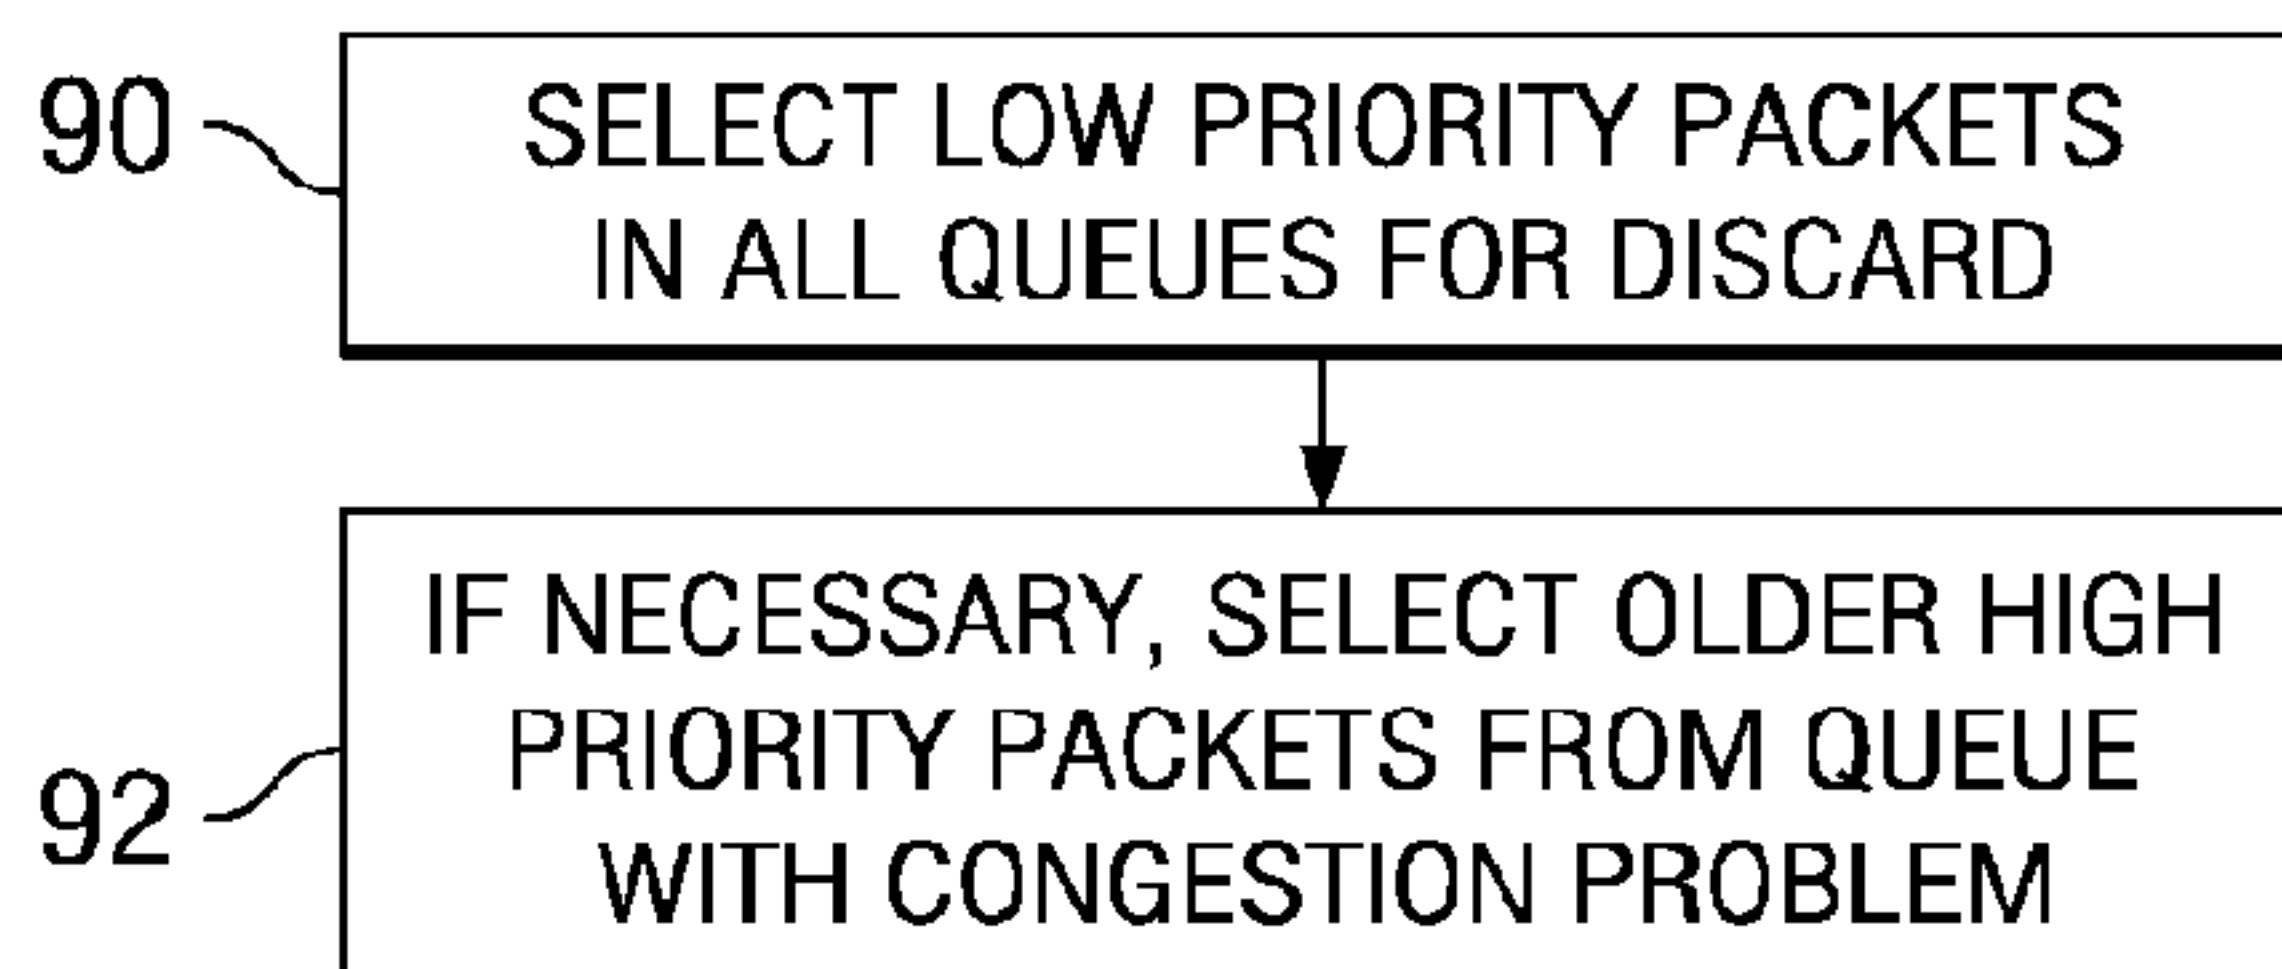 90
SELECT LOW PRIORITY PACKETS
IN ALL QUEUES FOR DISCARD
IF NECESSARY, SELECT OLDER HIGH
PRIORITY PACKETS FROM QUEUE
92
WITH CONGESTION PROBLEM